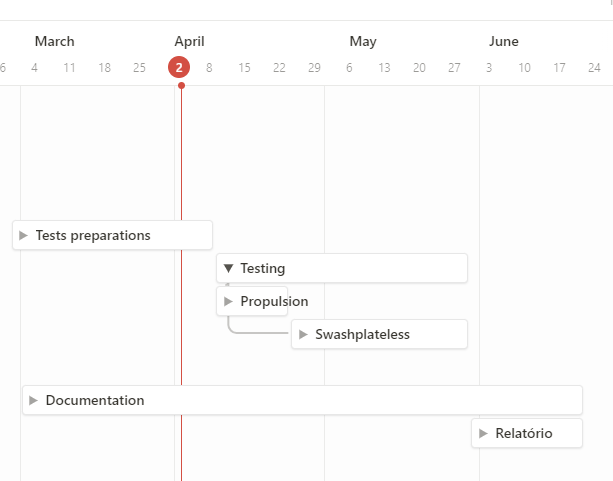 March April May June
6 4 11 18 25 2 8 15 22 29 6 13 20 27 3 10 17 24
Tests preparations
Testing
Propulsion
Swashplateless
Documentation
Relatório